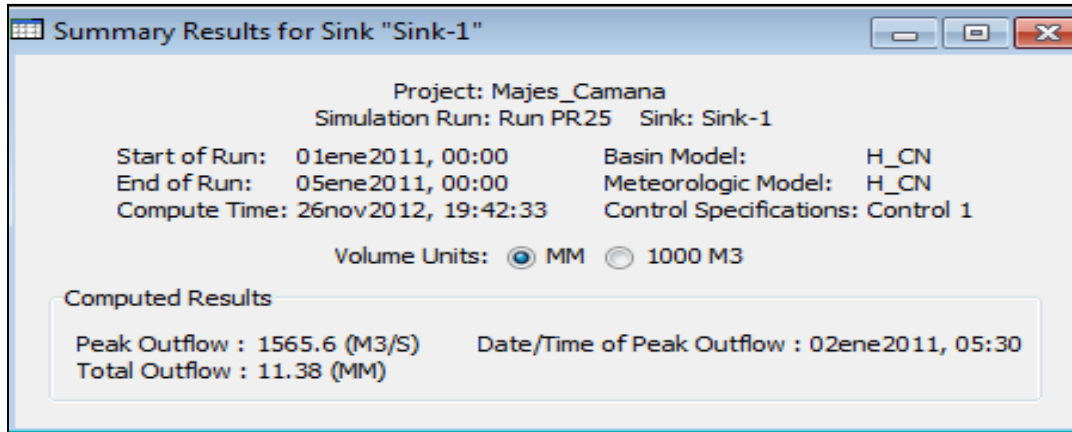 Summary Results for Sink "Sink-1"
Project: Majes_Camana
Simulation Run: Run PR25 Sink: Sink-1
Start of Run: 01ene2011, 00:00 Basin Model: H_CN
End of Run: 05ene2011, 00:00 Meteorologic Model: H_CN
Compute Time: 26nov2012, 19:42:33 Control Specifications: Control 1
Volume Units: MM 1000 M3
Computed Results
Peak Outflow : 1565.6 (M3/S) Date/Time of Peak Outflow : 02ene2011, 05:30
Total Outflow : 11.38 (MM)